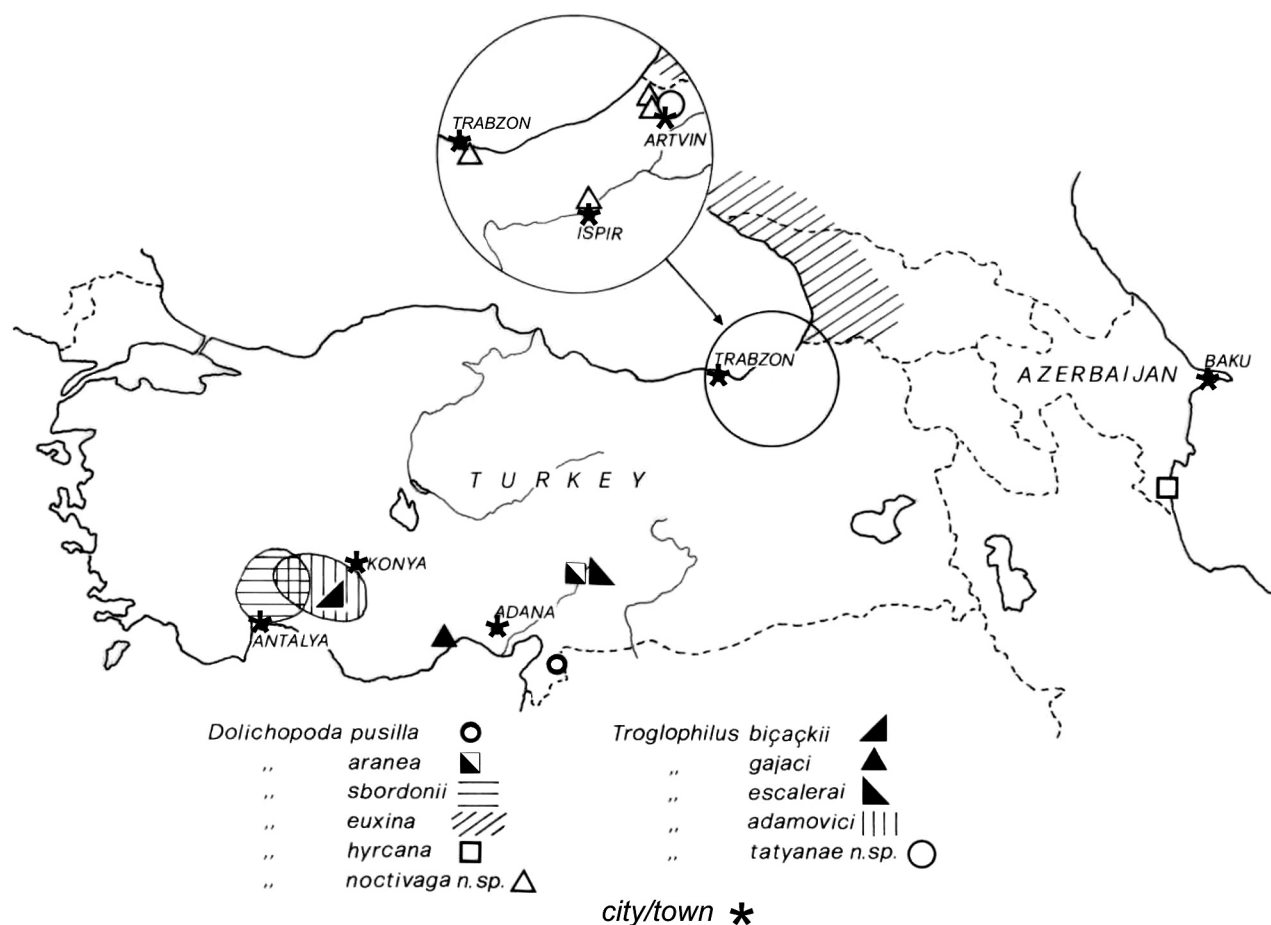 TRABZON
ARTVIN
ISPIR
TRABZON
AZERBAIJAN
BAKU
TURKEY
KONYA
ADANA
ANTALYA
Dolichopoda pusilla
,, aranea
,, sbordonii
,, euxina
,, hyrcana
,, noctivaga n.sp.
Troglophilus biçaçkii
,, gajaci
,, escalerai
,, adamovici
,, tatyanae n.sp.
city/town